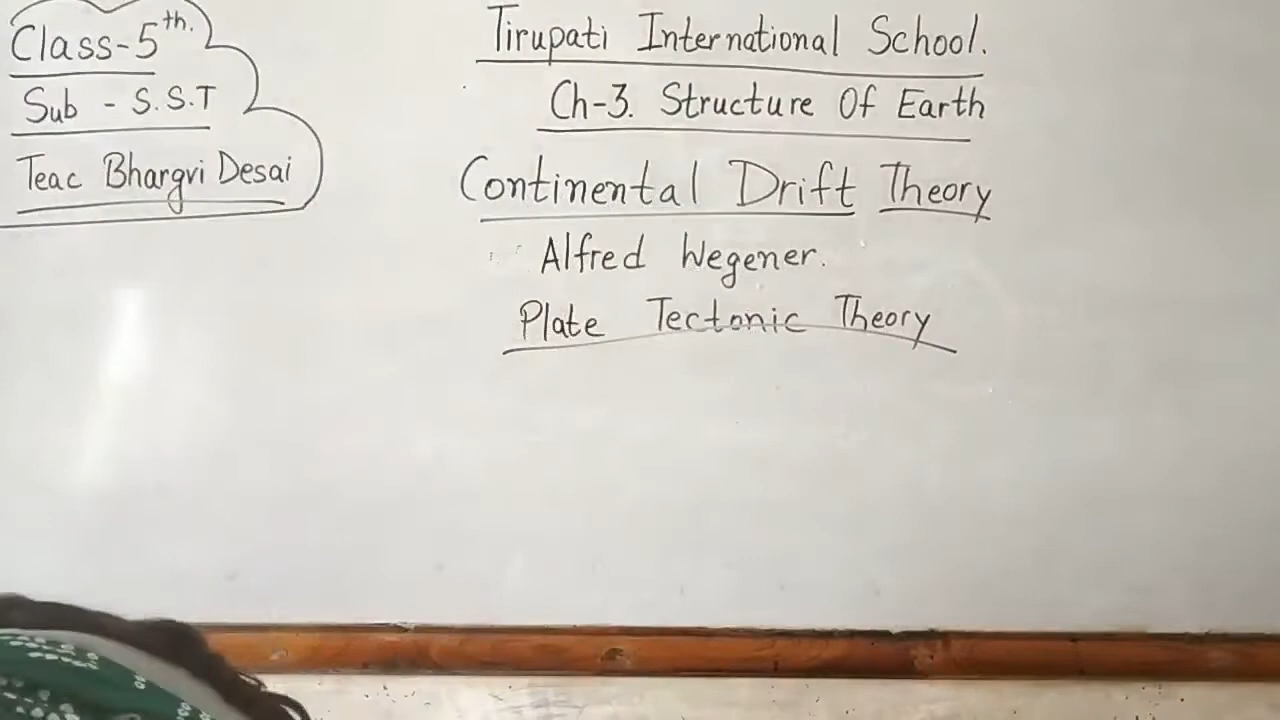 Class-5th.
Sub - S.S.T
Teac Bhargvi Desai
Tirupati International School.
Ch-3. Structure Of Earth
Continental Drift Theory
Alfred Wegener.
Plate Tectonic Theory